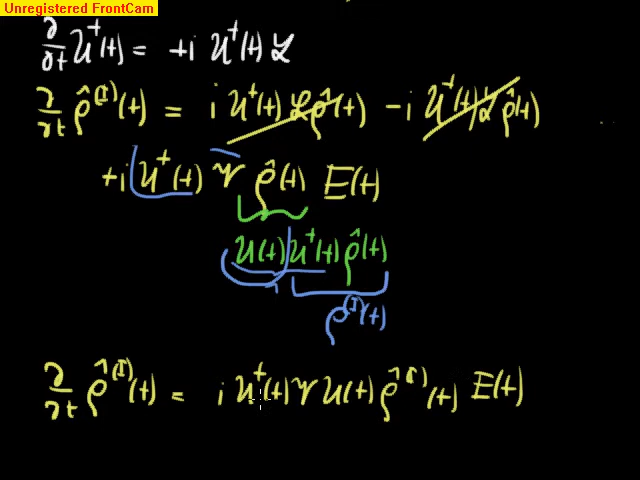 Unregistered FrontCam
∂/∂t 𝒰⁺(t) = +i 𝒰⁺(t) ℒ
∂/∂t ρ̂⁽ᴵ⁾(t) = i 𝒰⁺(t) ℒ ρ̂(t) - i 𝒰⁺(t) ℒ ρ̂(t)
+i 𝒰⁺(t) 𝒱 ρ̂(t) E(t)
𝒰(t) 𝒰⁺(t) ρ̂(t)
ρ⁽ᴵ⁾(t)
∂/∂t ρ̂⁽ᴵ⁾(t) = i 𝒰⁺(t) 𝒱 𝒰(t) ρ̂⁽ᴵ⁾(t) E(t)